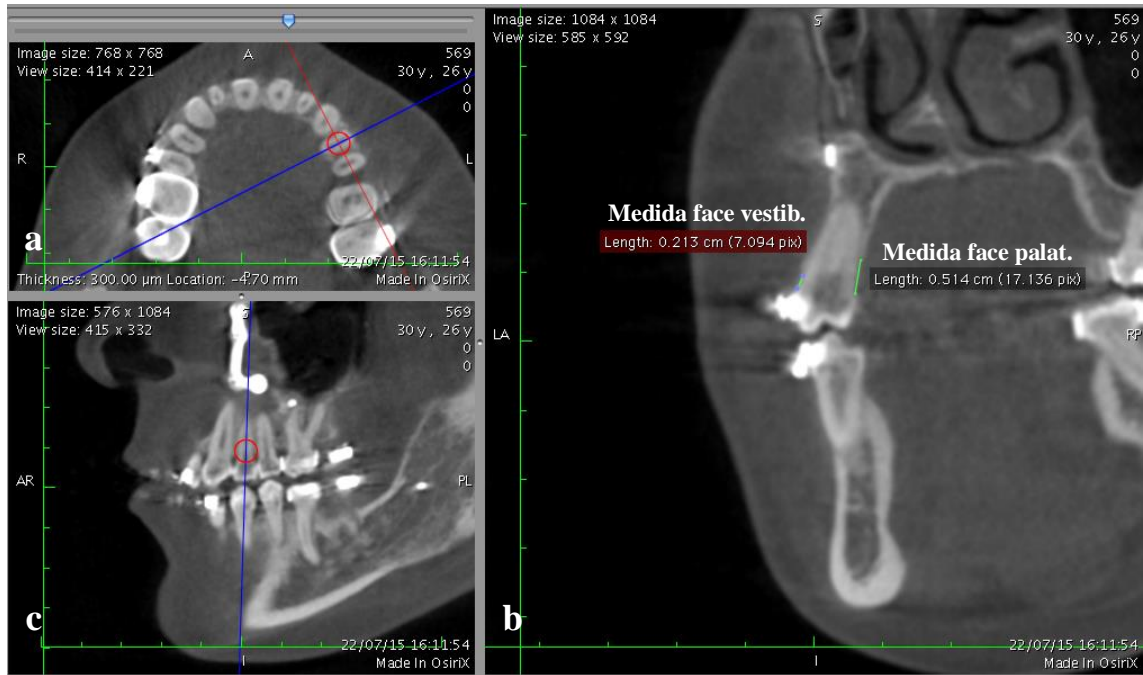 Image size: 768 x 768
View size: 414 x 221
A
569
30 y , 26 y
0
0
R
L
a
P
22/07/15 16:11:54
Thickness: 300.00 µm Location: -4.70 mm
Made In OsiriX
Image size: 576 x 1084
View size: 415 x 332
S
569
30 y , 26 y
0
0
AR
PL
c
I
22/07/15 16:11:54
Made In OsiriX
Image size: 1084 x 1084
View size: 585 x 592
S
569
30 y , 26 y
0
0
Medida face vestib.
Length: 0.213 cm (7.094 pix)
Medida face palat.
Length: 0.514 cm (17.136 pix)
LA
RP
b
I
22/07/15 16:11:54
Made In OsiriX